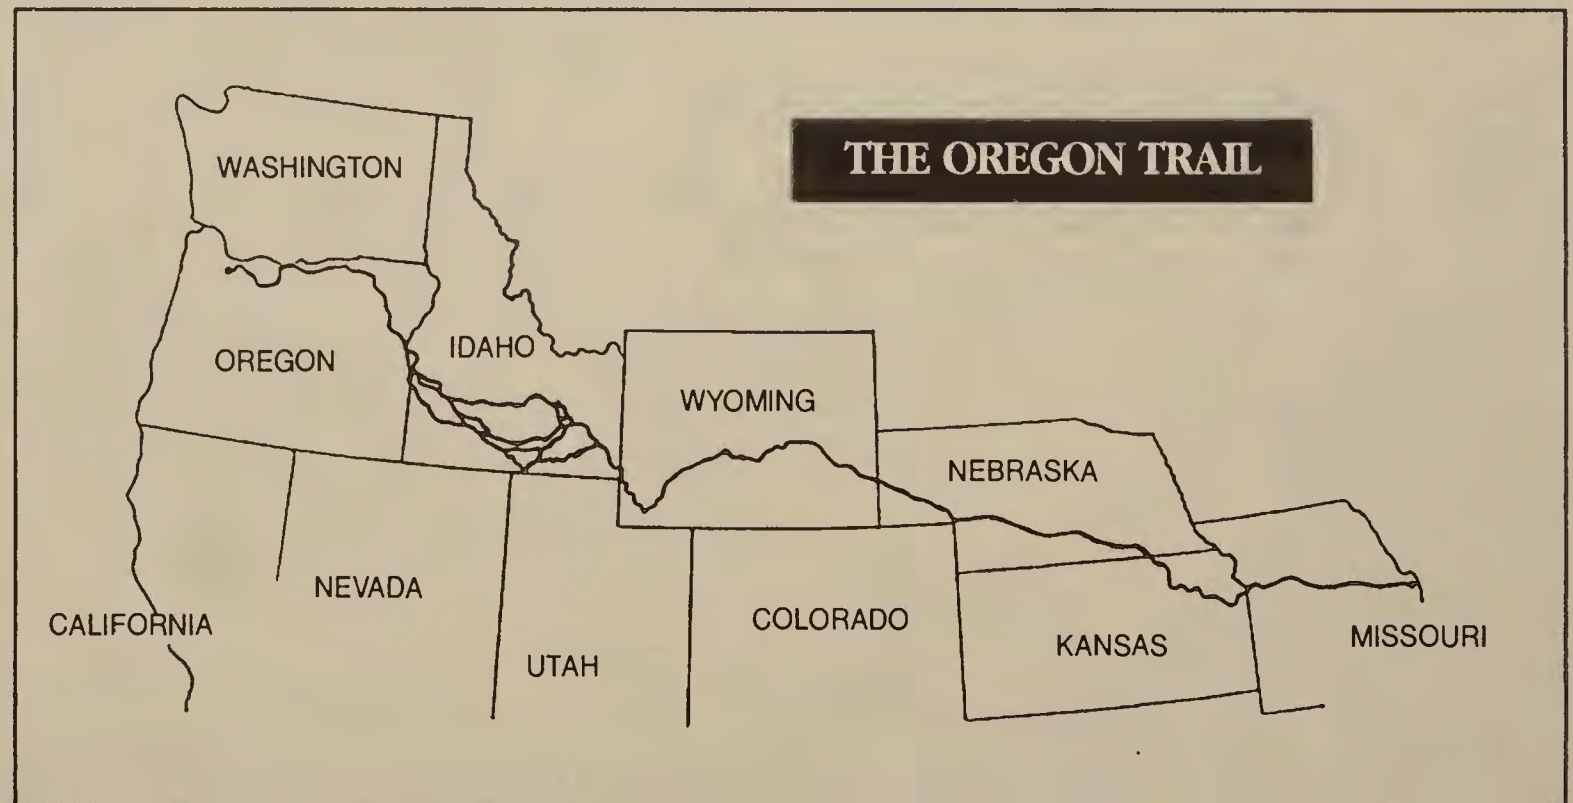 THE OREGON TRAIL
WASHINGTON
OREGON
IDAHO
WYOMING
NEBRASKA
NEVADA
CALIFORNIA
UTAH
COLORADO
KANSAS
MISSOURI